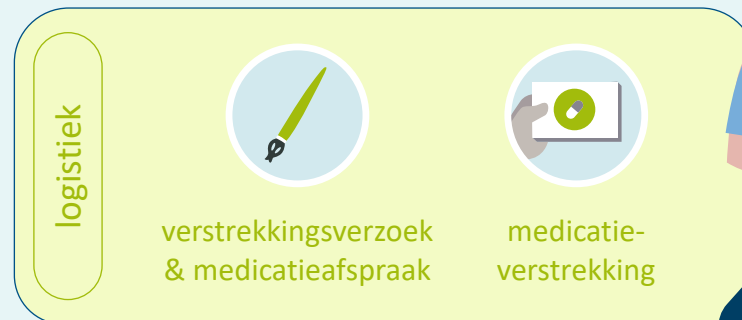 logistiek
verstrekkingsverzoek
& medicatieafspraak
medicatie-
verstrekking